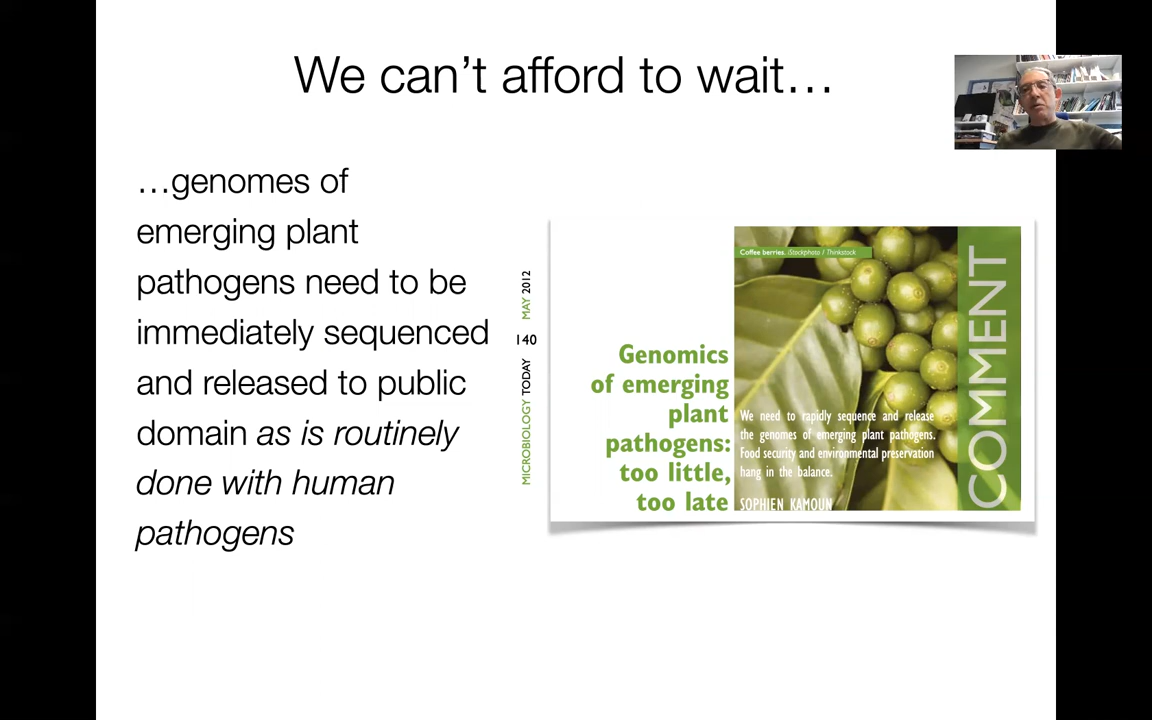 We can’t afford to wait…
…genomes of
emerging plant
pathogens need to be
immediately sequenced
and released to public
domain as is routinely
done with human
pathogens
MICROBIOLOGY TODAY 140 MAY 2012
Genomics
of emerging
plant
pathogens:
too little,
too late
Coffee berries. iStockphoto / Thinkstock
We need to rapidly sequence and release
the genomes of emerging plant pathogens.
Food security and environmental preservation
hang in the balance.
SOPHIEN KAMOUN
COMMENT